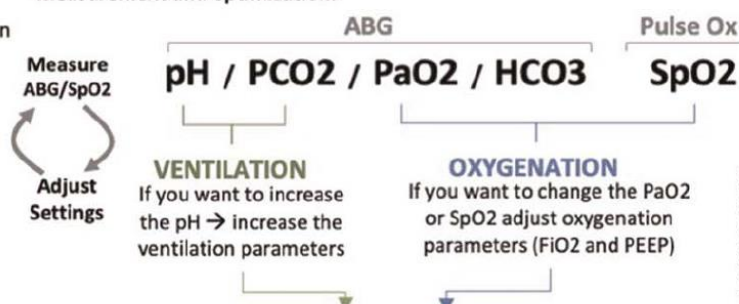 ABG
Pulse Ox
Measure
ABG/SpO2
pH / PCO2 / PaO2 / HCO3
SpO2
Adjust
Settings
VENTILATION
If you want to increase
the pH → increase the
ventilation parameters
OXYGENATION
If you want to change the PaO2
or SpO2 adjust oxygenation
parameters (FiO2 and PEEP)